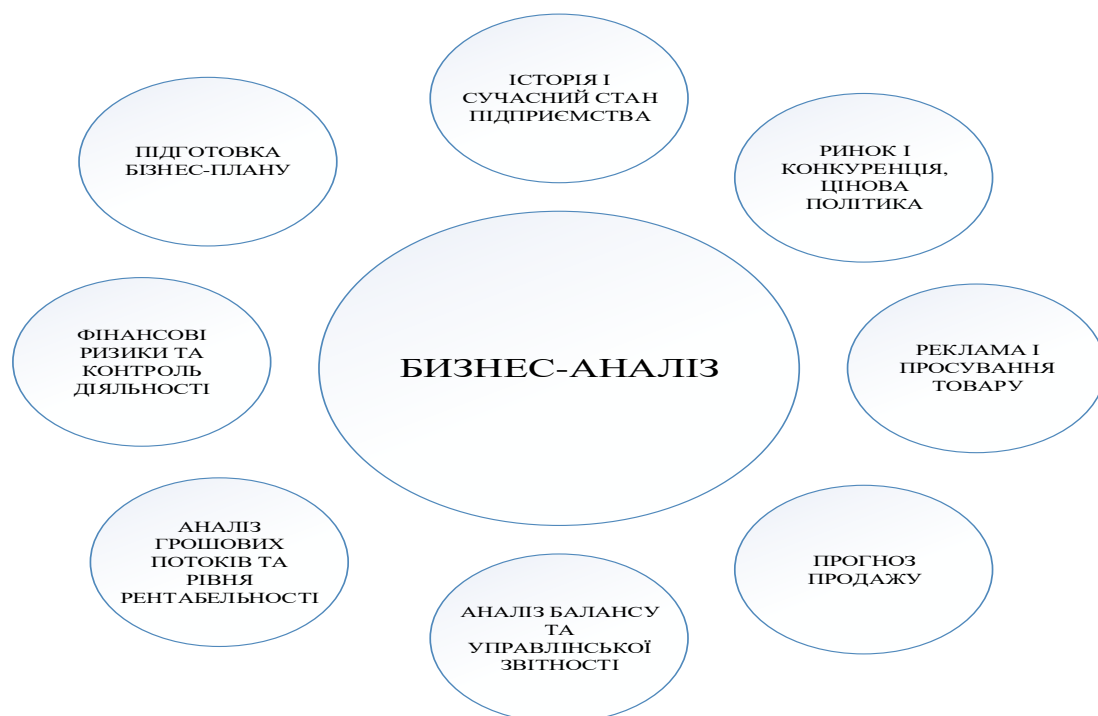 ІСТОРІЯ І
СУЧАСНИЙ СТАН
ПІДПРИЄМСТВА
ПІДГОТОВКА
БІЗНЕС-ПЛАНУ
РИНОК І
КОНКУРЕНЦІЯ,
ЦІНОВА
ПОЛІТИКА
ФІНАНСОВІ
РИЗИКИ ТА
КОНТРОЛЬ
ДІЯЛЬНОСТІ
БИЗНЕС-АНАЛІЗ
РЕКЛАМА І
ПРОСУВАННЯ
ТОВАРУ
АНАЛІЗ
ГРОШОВИХ
ПОТОКІВ ТА
РІВНЯ
РЕНТАБЕЛЬНОСТІ
АНАЛІЗ БАЛАНСУ
ТА
УПРАВЛІНСЬКОЇ
ЗВІТНОСТІ
ПРОГНОЗ
ПРОДАЖУ